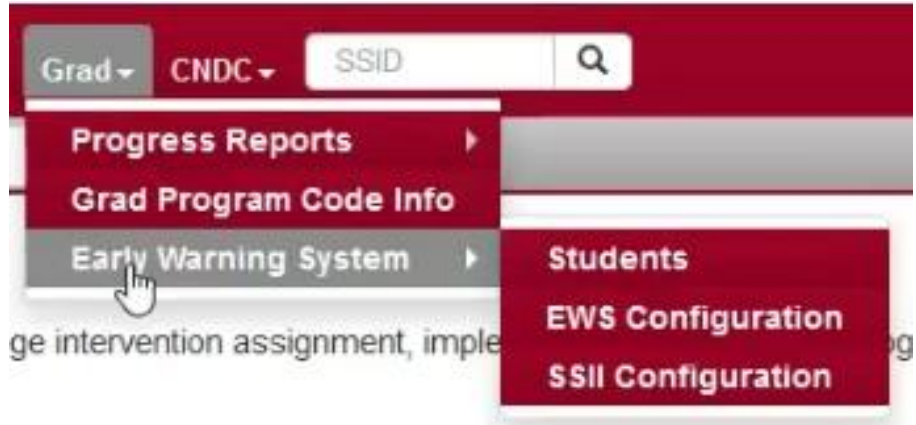 Grad CNDC SSID
Progress Reports
Grad Program Code Info
Early Warning System
Students
EWS Configuration
ge intervention assignment, imple
SSII Configuration